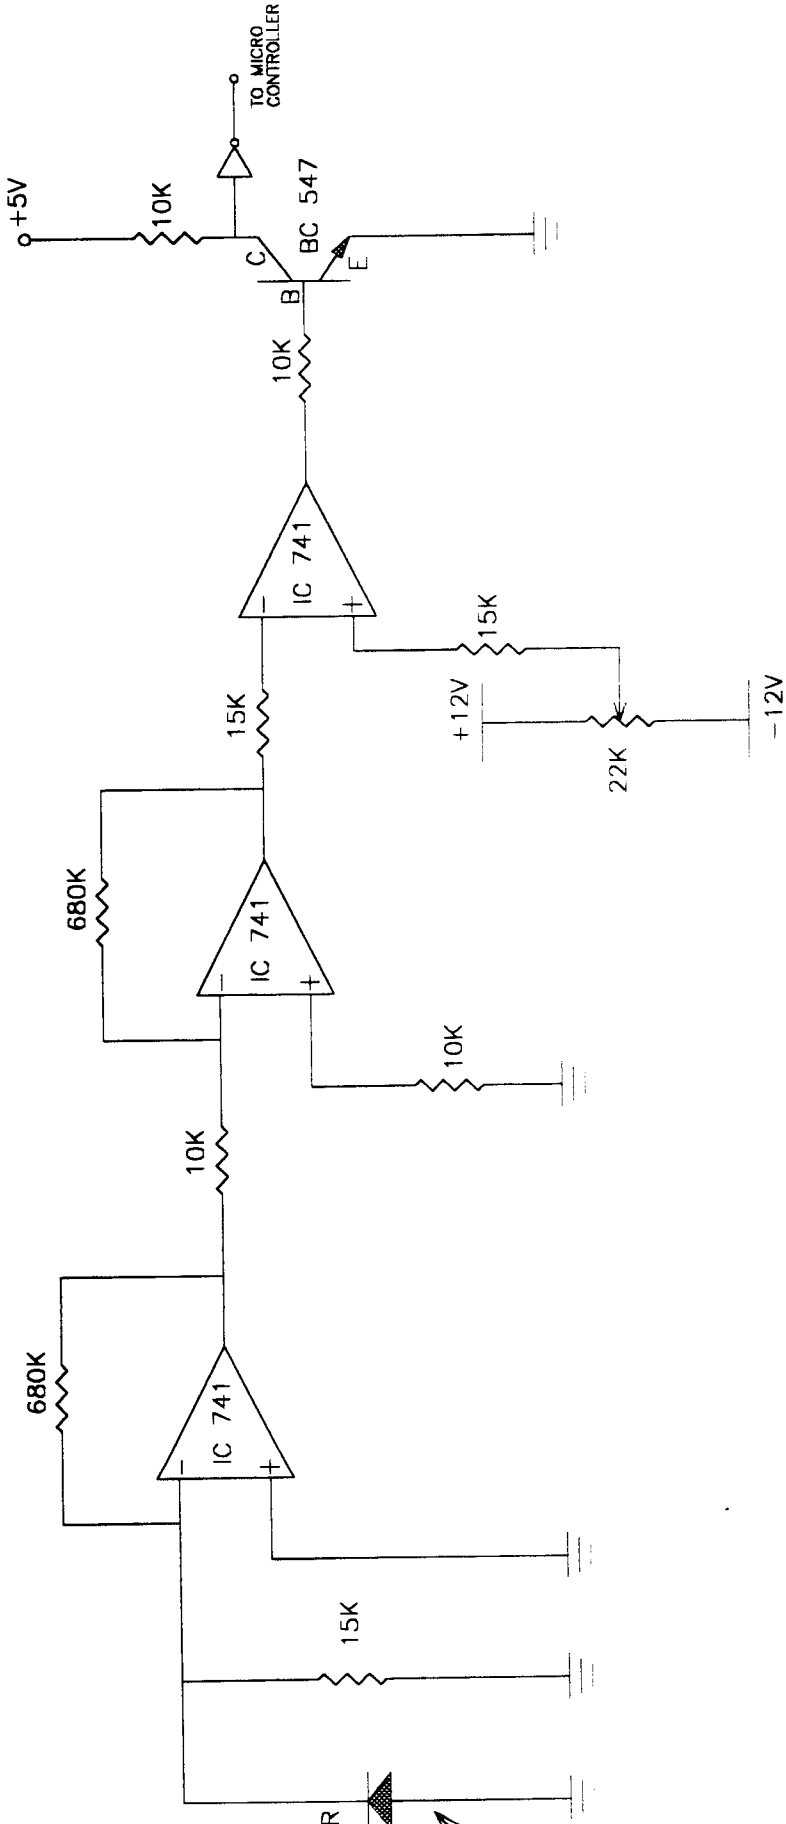 +5V
10K
TO MICRO
CONTROLLER
C
B
E
BC 547
10K
IC 741
−
+
15K
15K
+12V
22K
−12V
680K
IC 741
−
+
10K
10K
680K
IC 741
−
+
15K
R